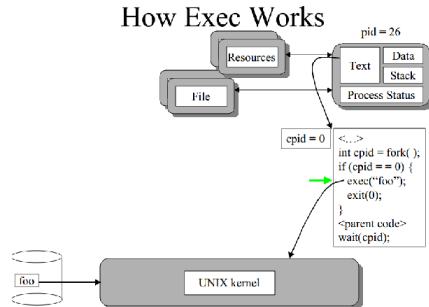 How Exec Works
pid = 26
Resources
Text
Data
Stack
File
Process Status
cpid = 0
<...>
int cpid = fork( );
if (cpid == 0) {
exec("foo");
exit(0);
}
<parent code>
wait(cpid);
foo
UNIX kernel